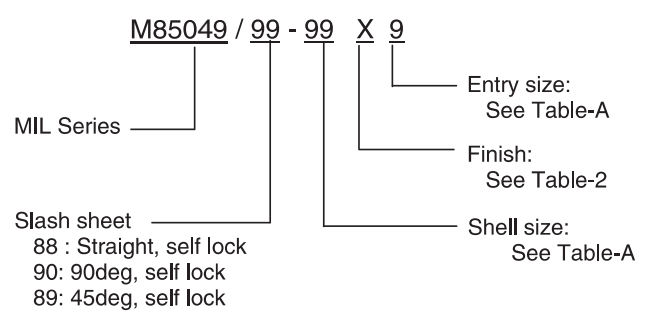 M85049 / 99 - 99 X 9
Entry size:
See Table-A
MIL Series
Finish:
See Table-2
Slash sheet
88 : Straight, self lock
90: 90deg, self lock
89: 45deg, self lock
Shell size:
See Table-A